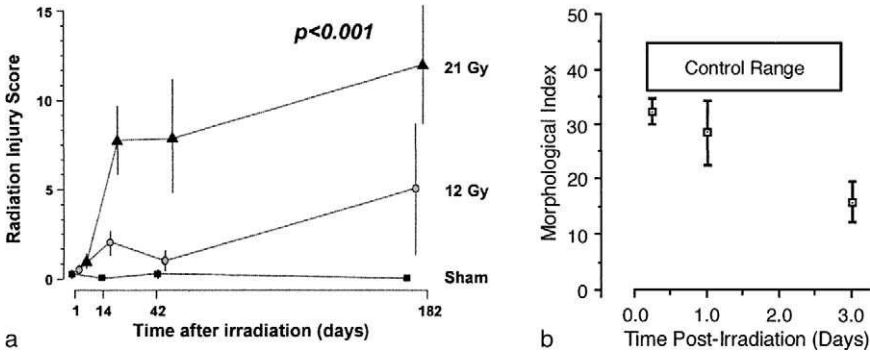 p<0.001
Radiation Injury Score
15
10
5
0
21 Gy
12 Gy
Sham
1 14 42 182
Time after irradiation (days)
a
Morphological Index
50
40
30
20
10
0
Control Range
0.0 1.0 2.0 3.0
Time Post-Irradiation (Days)
b